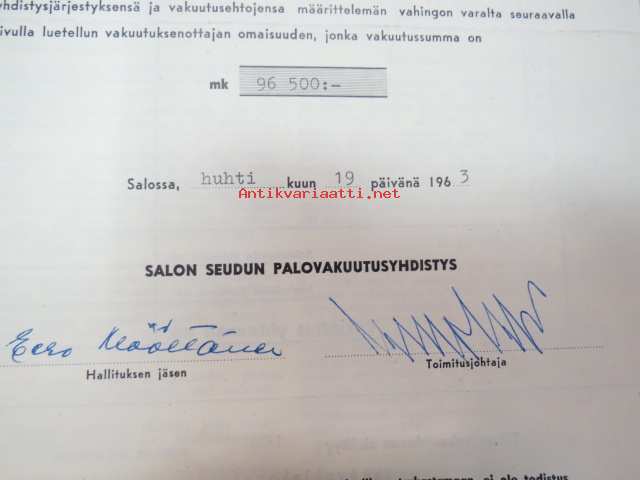 yhdistysjärjestyksensä ja vakuutusehtojensa määrittelemän vahingon varalta seuraavalla
sivulla luetellun vakuutuksenottajan omaisuuden, jonka vakuutussumma on
mk 96 500:-
Salossa, huhti kuun 19 päivänä 1963
Antikvariaatti.net
SALON SEUDUN PALOVAKUUTUSYHDISTYS
Eero
Hallituksen jäsen
Toimitusjohtaja